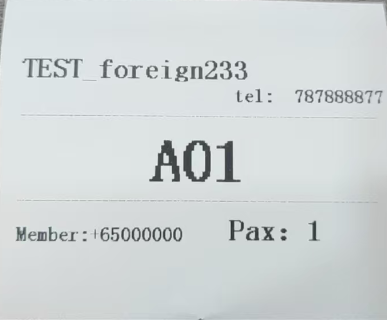 TEST_foreign233
tel: 787888877
A01
Member:+65000000 Pax: 1